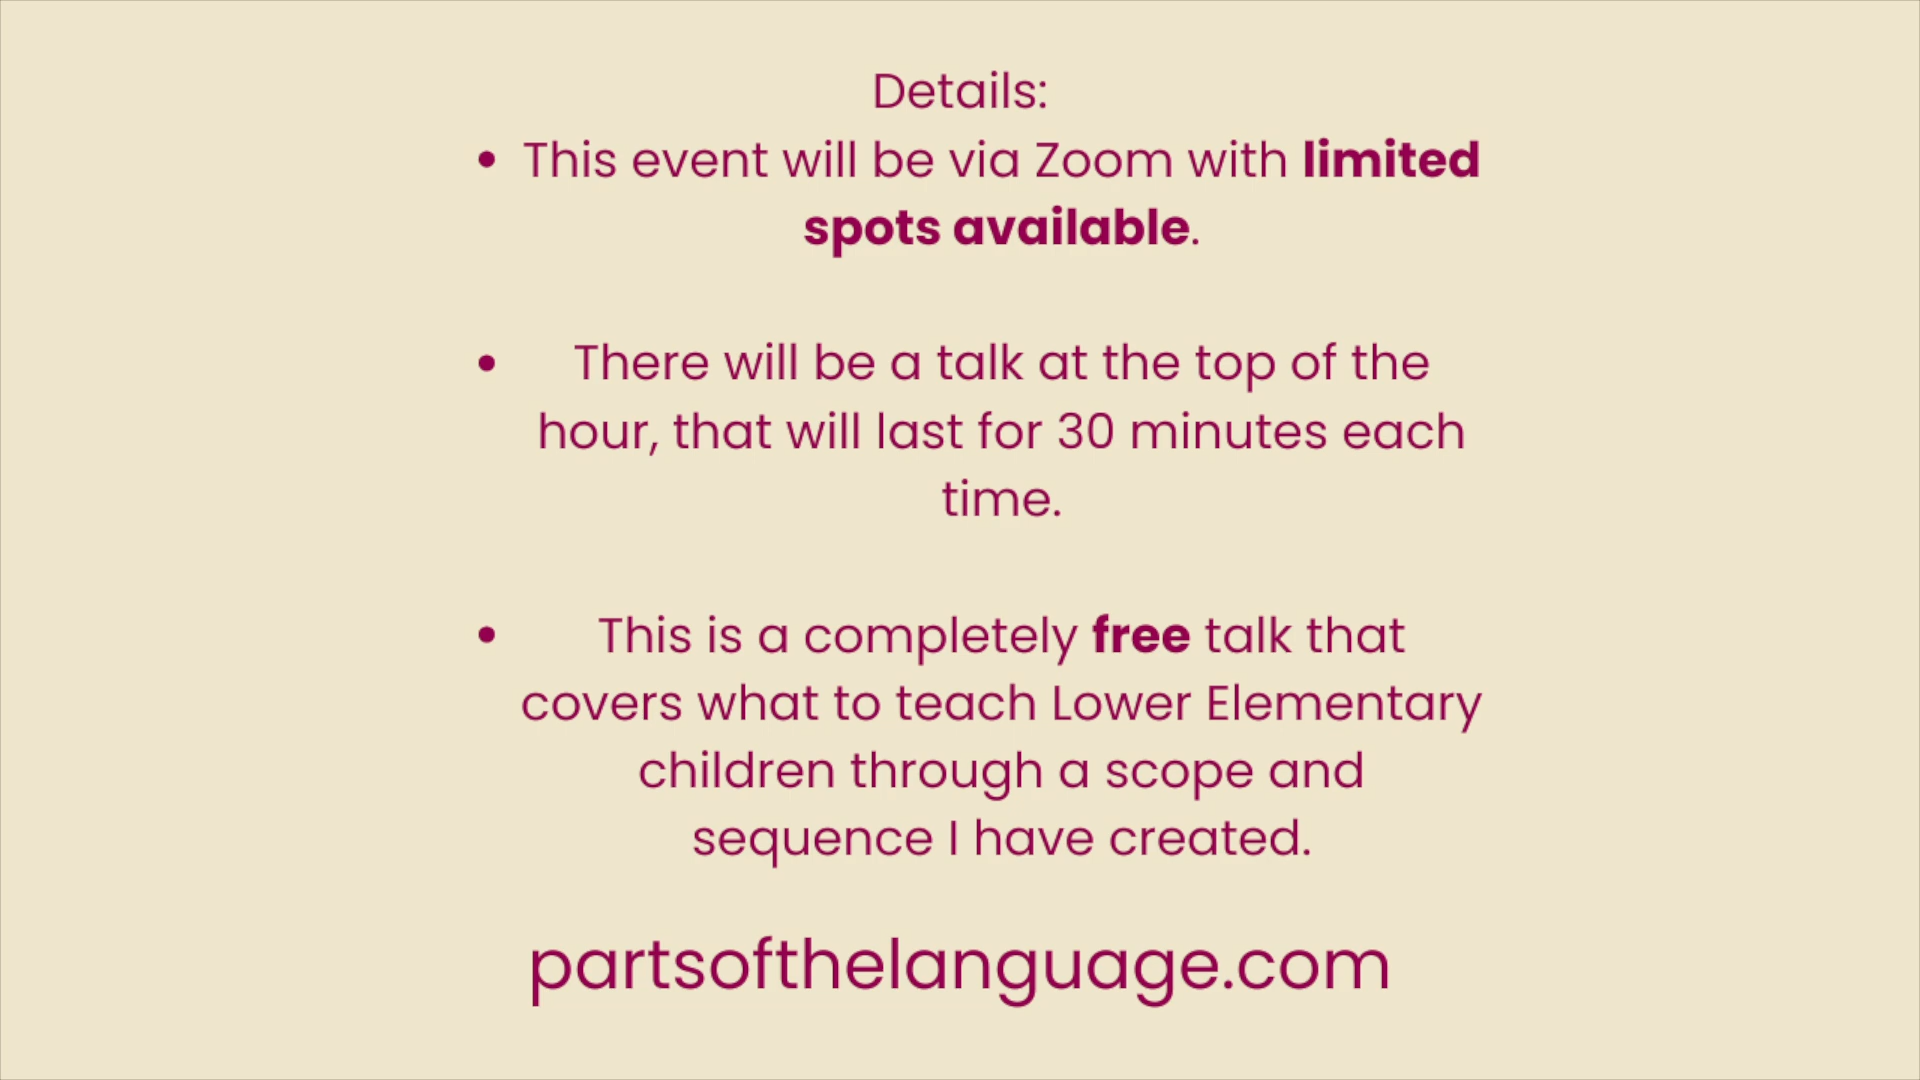 Details:
• This event will be via Zoom with limited
spots available.
• There will be a talk at the top of the
hour, that will last for 30 minutes each
time.
• This is a completely free talk that
covers what to teach Lower Elementary
children through a scope and
sequence I have created.
partsofthelanguage.com